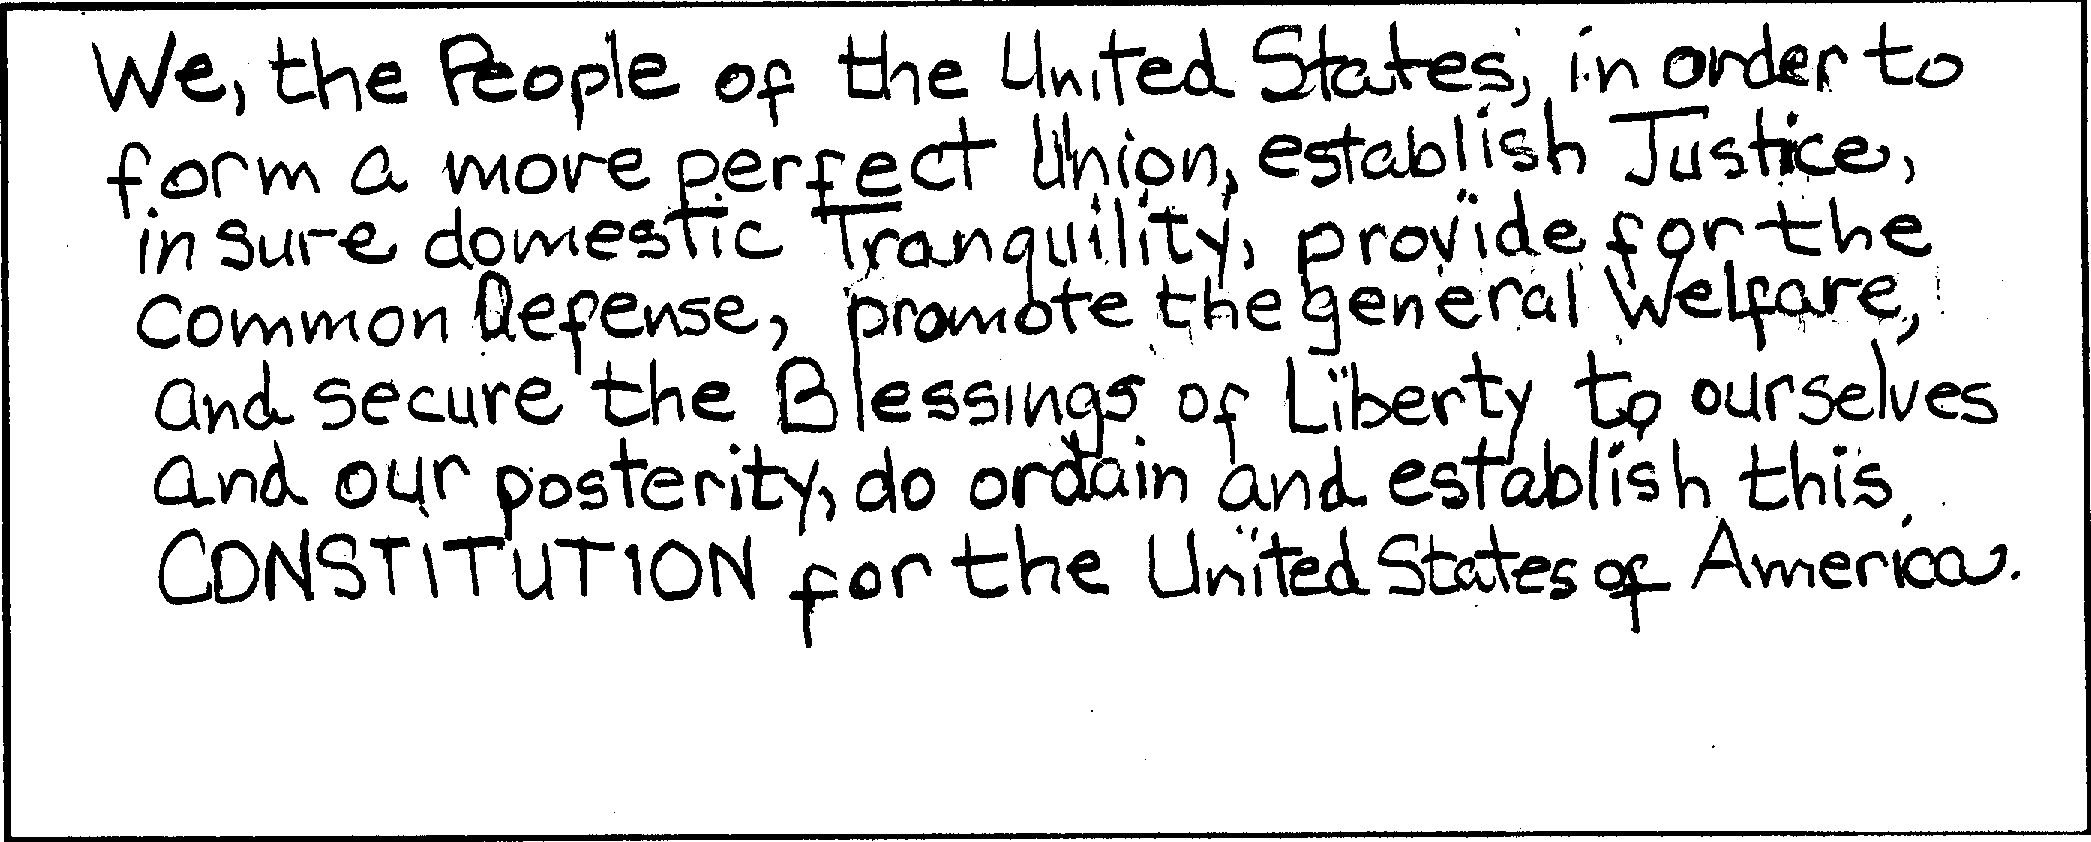 We, the People of the United States, in order to
form a more perfect Union, establish Justice,
insure domestic Tranquility, provide for the
Common Defense, promote the general Welfare,
and secure the Blessings of Liberty to ourselves
and our posterity, do ordain and establish this
CONSTITUTION for the United States of America.